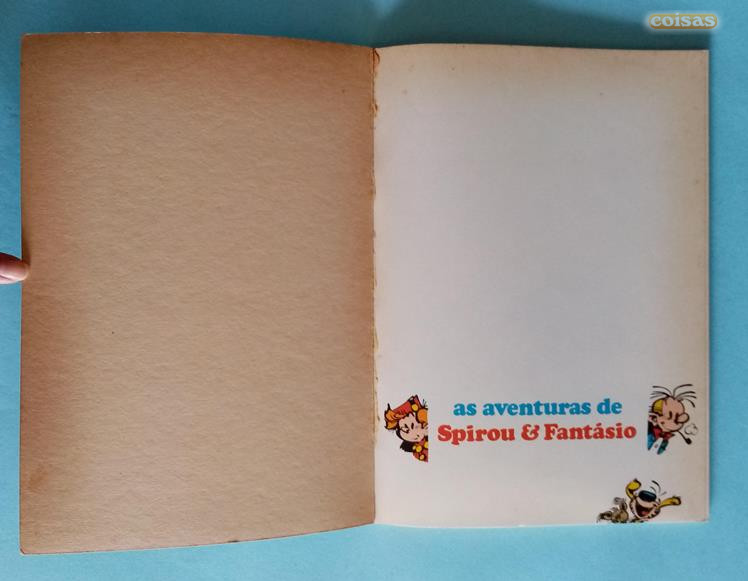 coisas
as aventuras de
Spirou & Fantásio